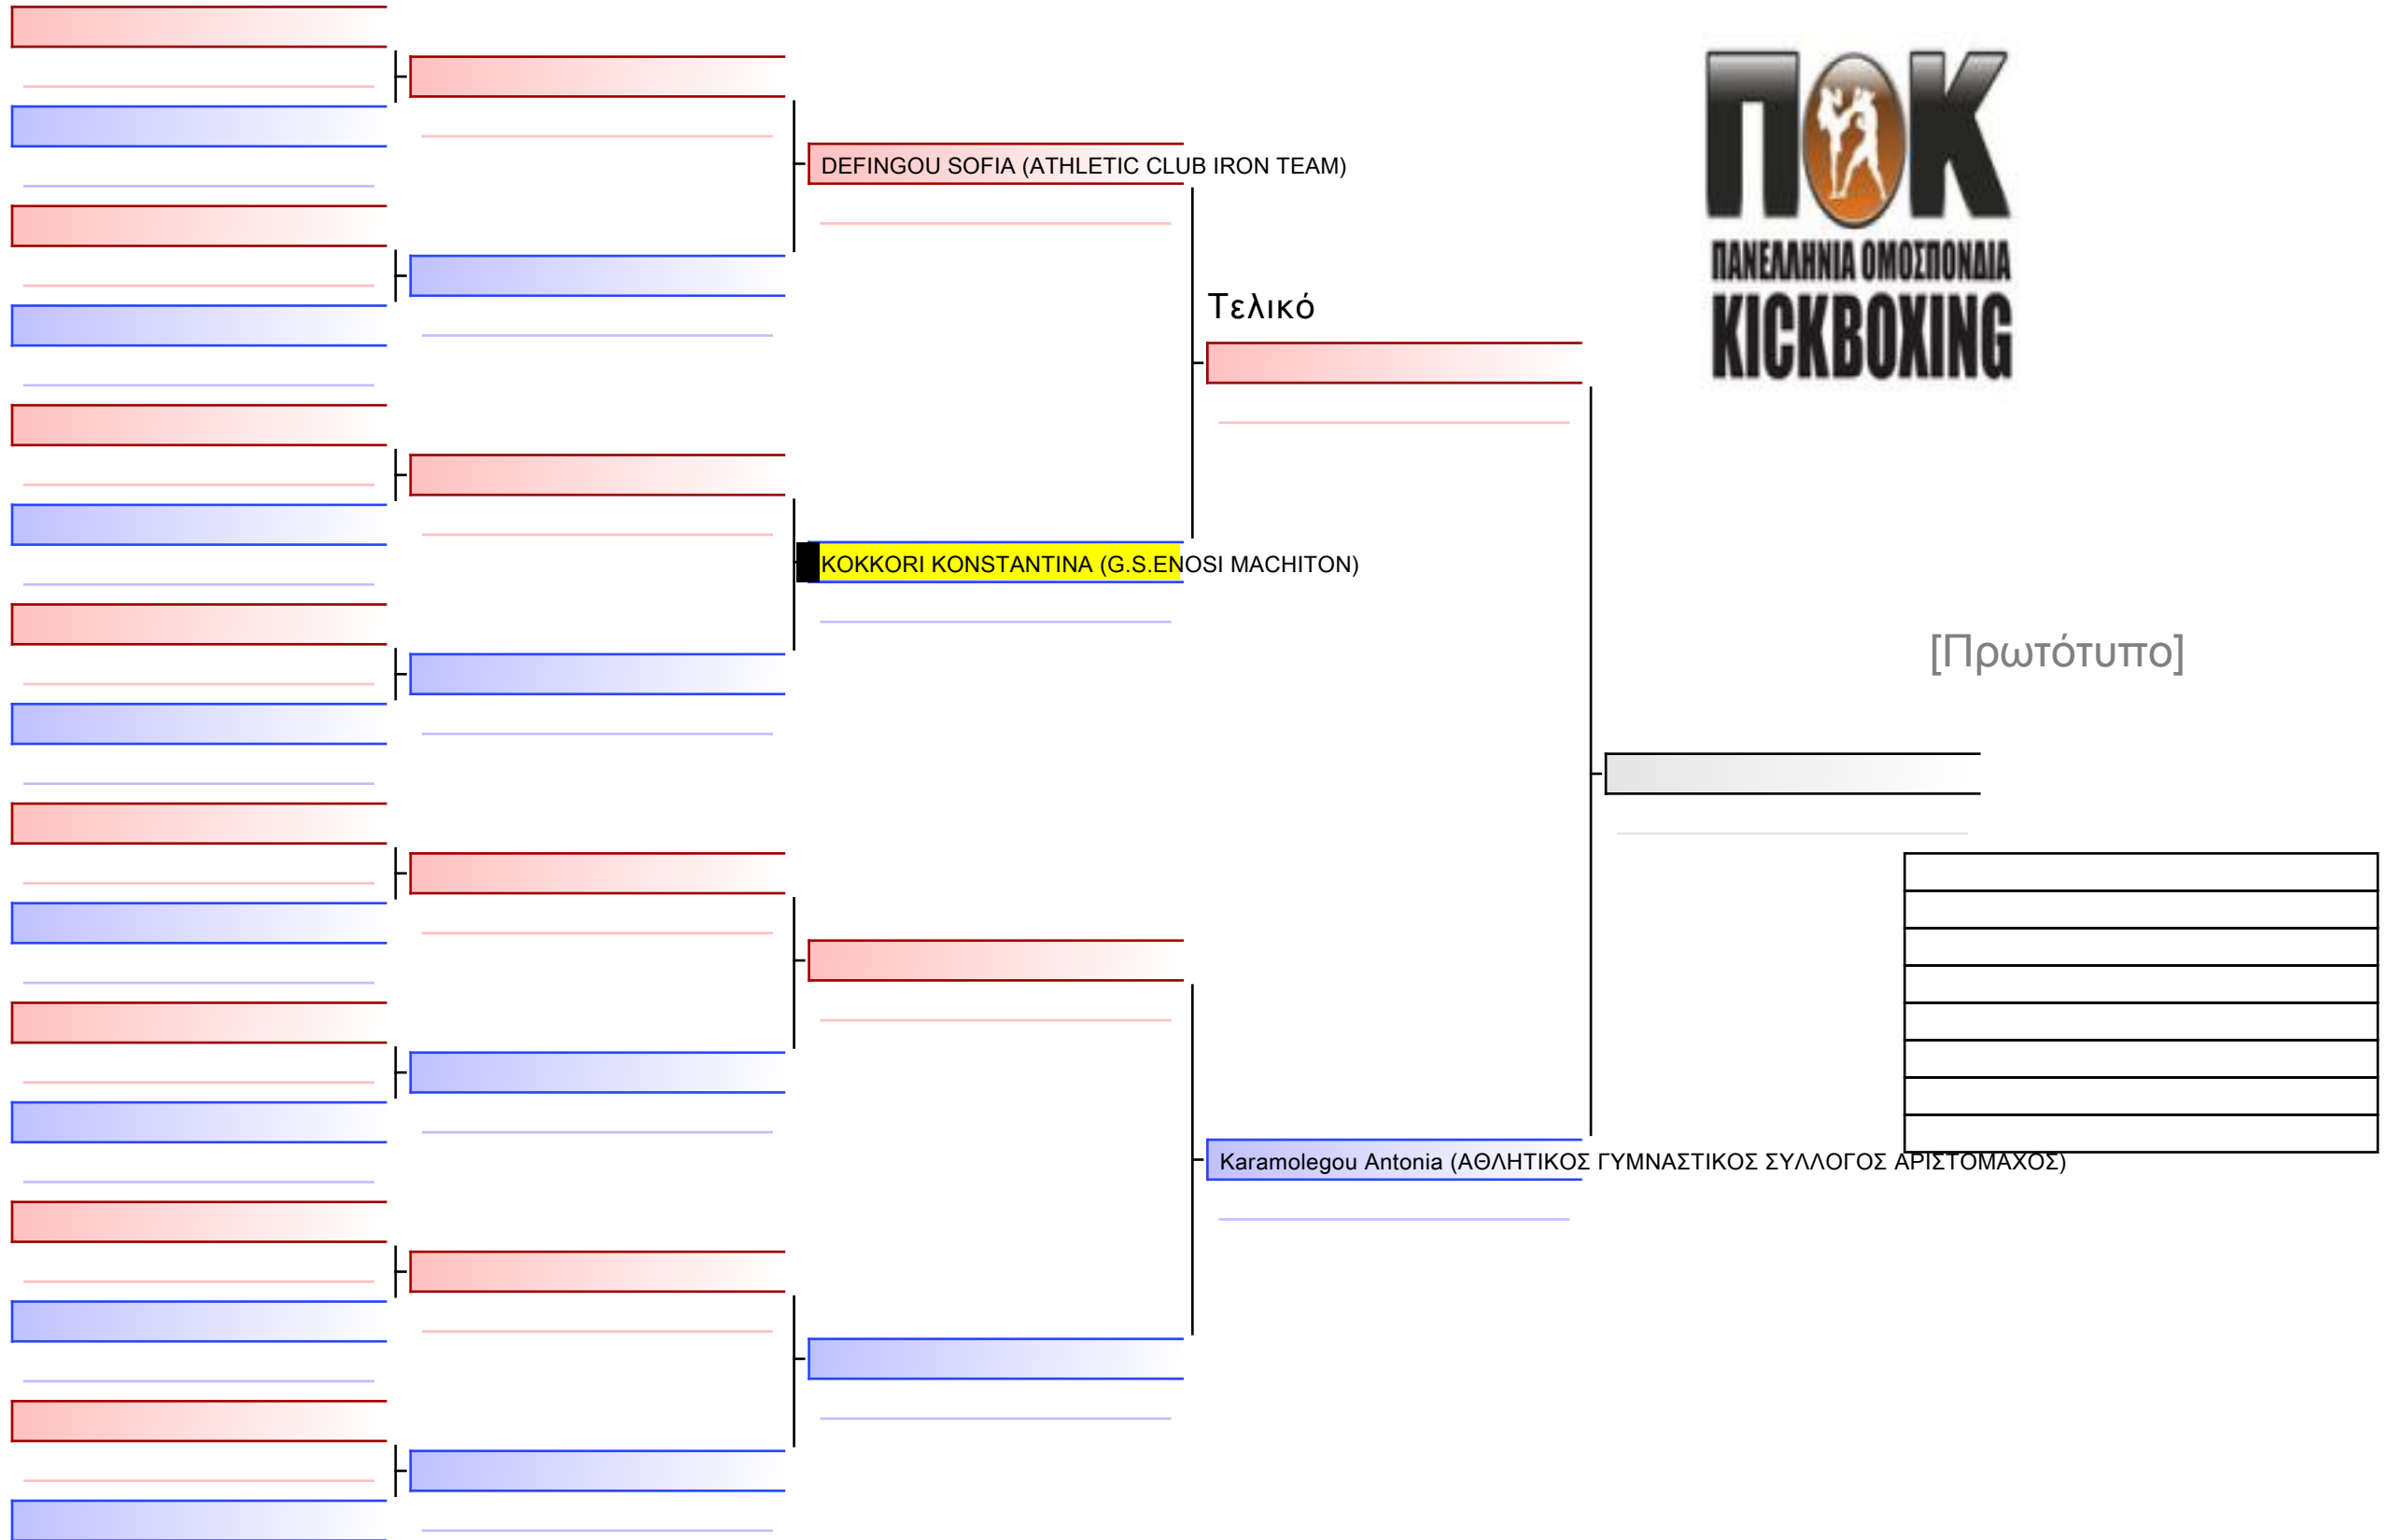 DEFINGOU SOFIA (ATHLETIC CLUB IRON TEAM)
ΠΟΚ
ΠΑΝΕΛΛΗΝΙΑ ΟΜΟΣΠΟΝΔΙΑ
KICKBOXING
Τελικό
KOKKORI KONSTANTINA (G.S.ENOSI MACHITON)
[Πρωτότυπο]
Karamolegou Antonia (ΑΘΛΗΤΙΚΟΣ ΓΥΜΝΑΣΤΙΚΟΣ ΣΥΛΛΟΓΟΣ ΑΡΙΣΤΟΜΑΧΟΣ)